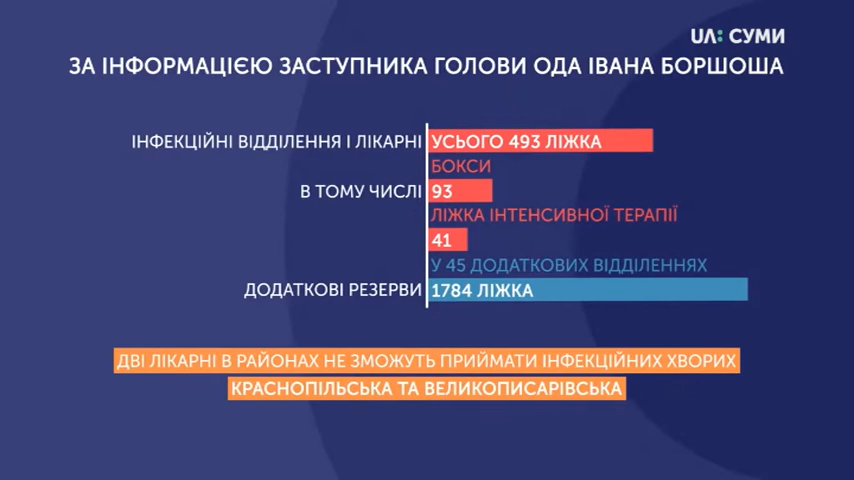 UA: СУМИ
ЗА ІНФОРМАЦІЄЮ ЗАСТУПНИКА ГОЛОВИ ОДА ІВАНА БОРШОША
ІНФЕКЦІЙНІ ВІДДІЛЕННЯ І ЛІКАРНІ УСЬОГО 493 ЛІЖКА
БОКСИ
В ТОМУ ЧИСЛІ 93
ЛІЖКА ІНТЕНСИВНОЇ ТЕРАПІЇ
41
У 45 ДОДАТКОВИХ ВІДДІЛЕННЯХ
ДОДАТКОВІ РЕЗЕРВИ 1784 ЛІЖКА
ДВІ ЛІКАРНІ В РАЙОНАХ НЕ ЗМОЖУТЬ ПРИЙМАТИ ІНФЕКЦІЙНИХ ХВОРИХ
КРАСНОПІЛЬСЬКА ТА ВЕЛИКОПИСАРІВСЬКА